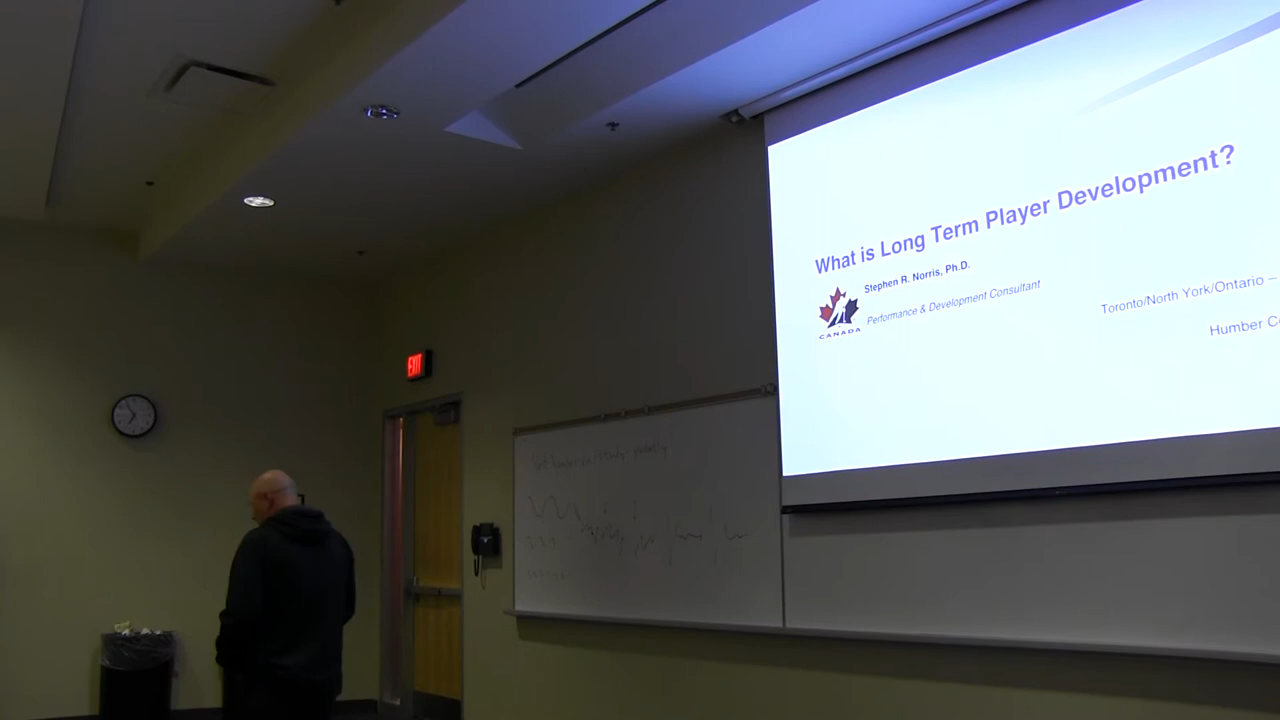 What is Long Term Player Development?
Stephen R. Norris, Ph.D.
Performance & Development Consultant
CANADA
Toronto/North York/Ontario –
Humber
EXIT